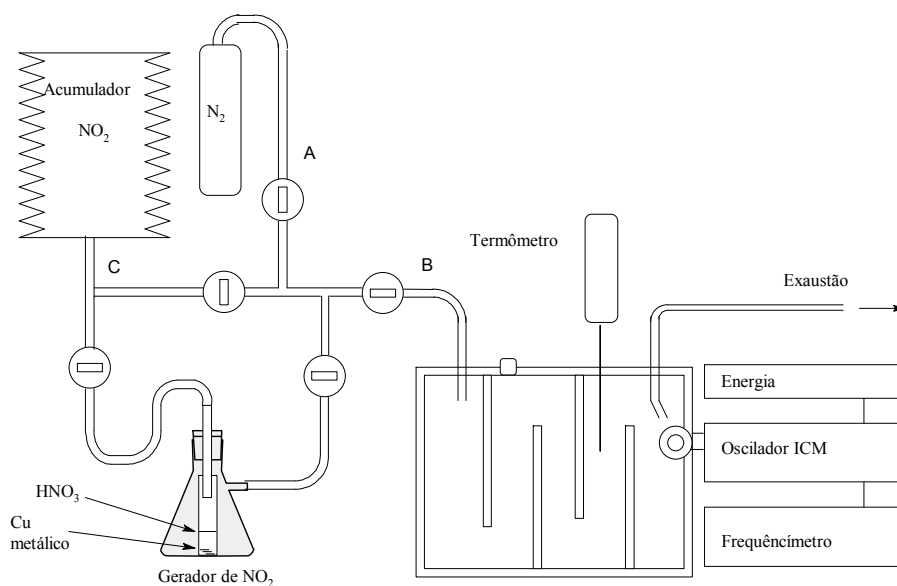 Acumulador
NO₂
N₂
A
Termômetro
C
B
Exaustão
Energia
Oscilador ICM
Frequêncímetro
HNO₃
Cu
metálico
Gerador de NO₂